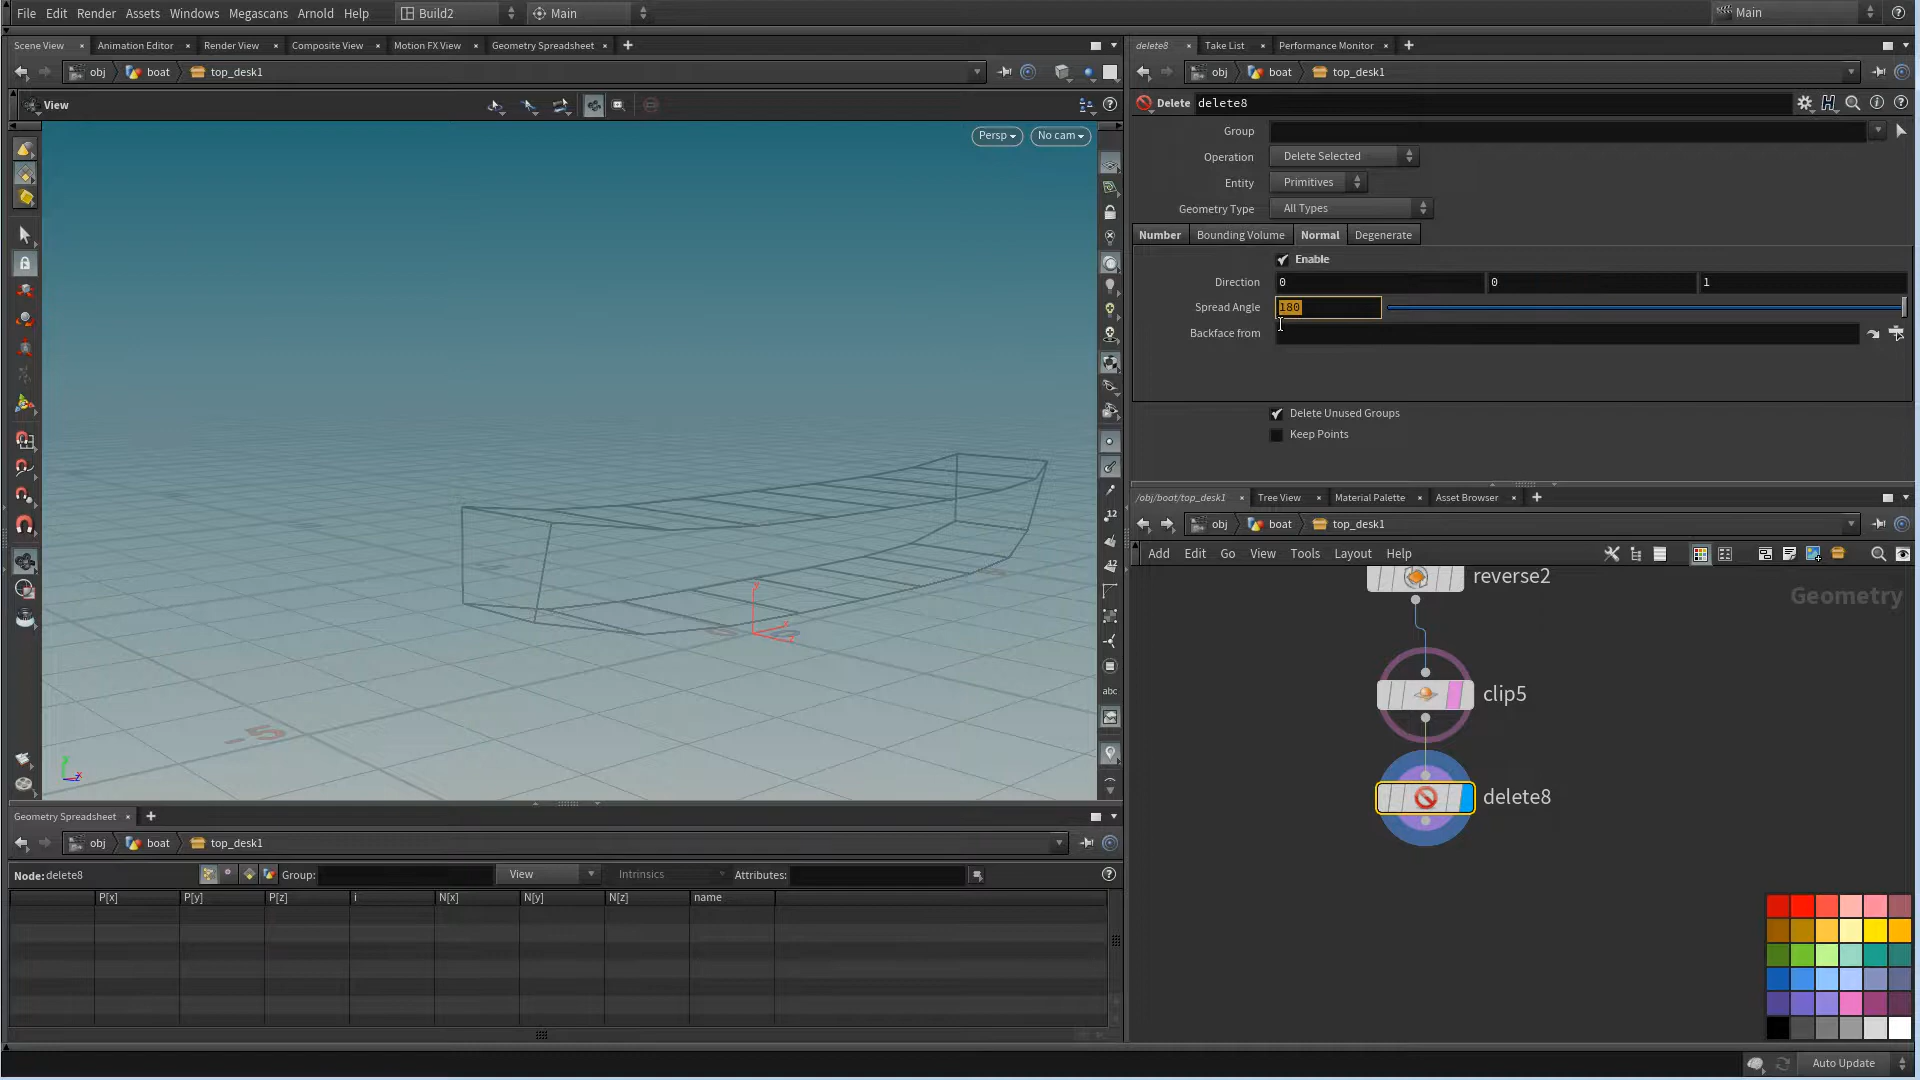 File Edit Render Assets Windows Megascans Arnold Help Build2 Main Main
Scene View Animation Editor Render View Composite View Motion FX View Geometry Spreadsheet
obj boat top_desk1
View
Persp No cam
-5
12
12
abc
delete8 Take List Performance Monitor
obj boat top_desk1
Delete delete8
Group
Operation Delete Selected
Entity Primitives
Geometry Type All Types
Number Bounding Volume Normal Degenerate
Enable
Direction 0 0 1
Spread Angle 180
Backface from
Delete Unused Groups
Keep Points
/obj/boat/top_desk1 Tree View Material Palette Asset Browser
obj boat top_desk1
Add Edit Go View Tools Layout Help
reverse2
Geometry
clip5
delete8
Geometry Spreadsheet
obj boat top_desk1
Node: delete8 Group: View Intrinsics Attributes:
P[x] P[y] P[z] i N[x] N[y] N[z] name
Auto Update